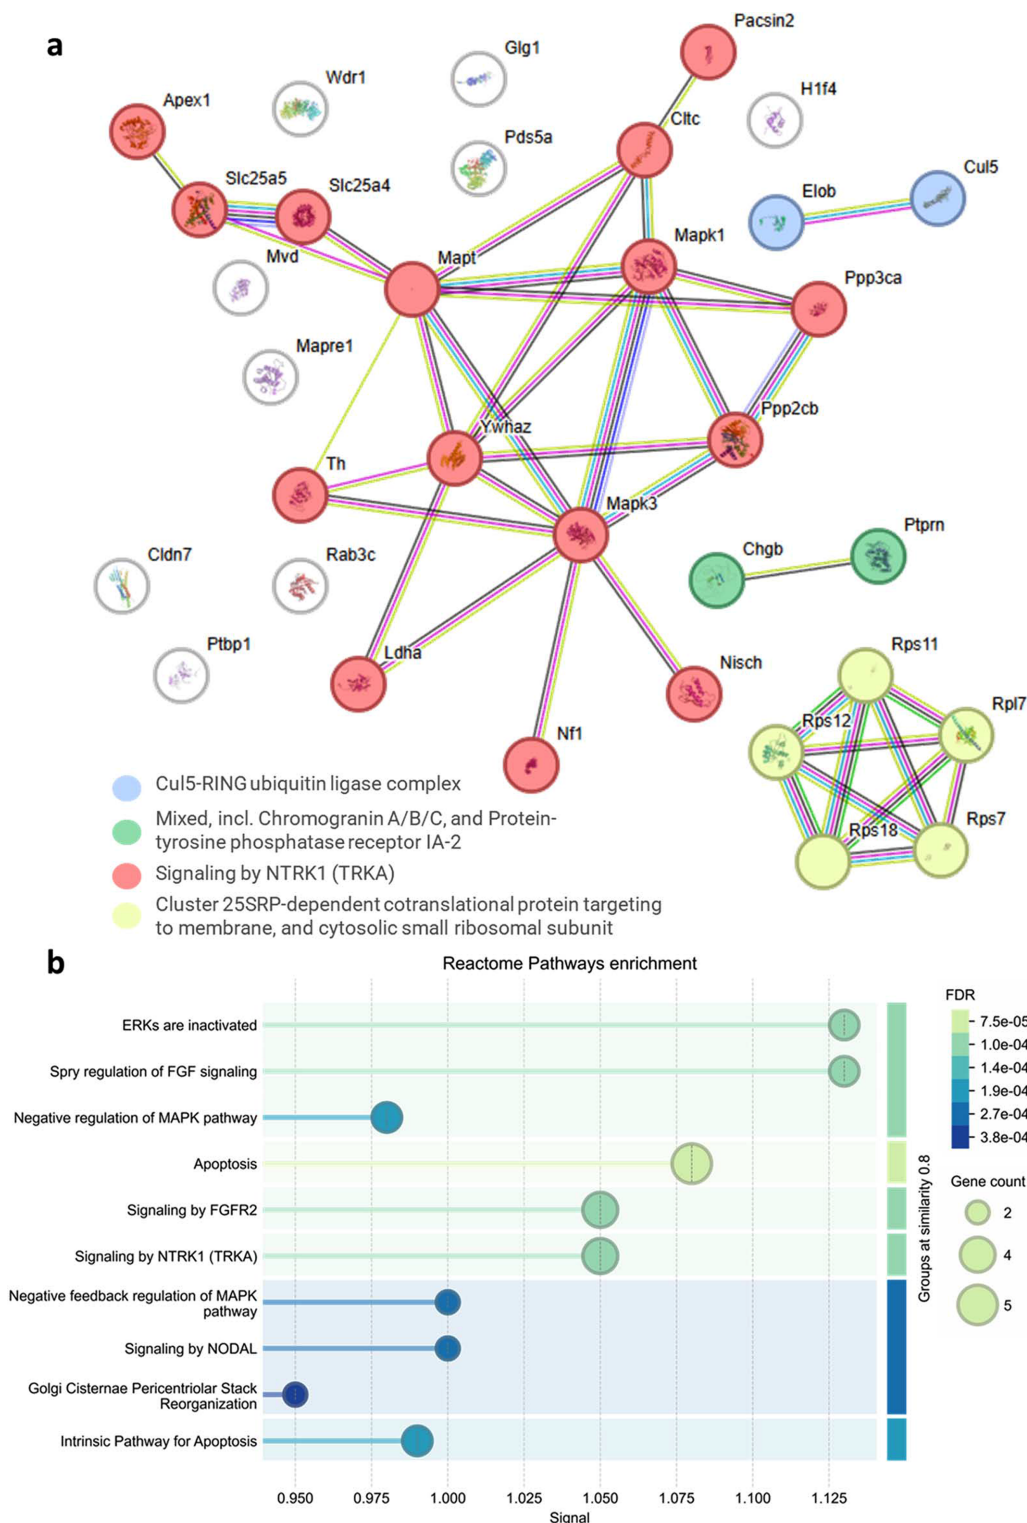 a
Pacsin2
Glg1
Wdr1
H1f4
Apex1
Cltc
Pds5a
Cul5
Slc25a5
Slc25a4
Elob
Mapk1
Mvd
Mapt
Ppp3ca
Mapre1
Ppp2cb
Ywhaz
Th
Mapk3
Ptprn
Chgb
Cldn7
Rab3c
Ptbp1
Ldha
Nisch
Rps11
Rpl7
Rps12
Nf1
Rps7
Rps18
Cul5-RING ubiquitin ligase complex
Mixed, incl. Chromogranin A/B/C, and Protein-
tyrosine phosphatase receptor IA-2
Signaling by NTRK1 (TRKA)
Cluster 25SRP-dependent cotranslational protein targeting
to membrane, and cytosolic small ribosomal subunit
b
Reactome Pathways enrichment
ERKs are inactivated
Spry regulation of FGF signaling
Negative regulation of MAPK pathway
Apoptosis
Signaling by FGFR2
Signaling by NTRK1 (TRKA)
Negative feedback regulation of MAPK
pathway
Signaling by NODAL
Golgi Cisternae Pericentriolar Stack
Reorganization
Intrinsic Pathway for Apoptosis
0.950
0.975
1.000
1.025
1.050
1.075
1.100
1.125
Signal
Groups at similarity 0.8
FDR
7.5e-05
1.0e-04
1.4e-04
1.9e-04
2.7e-04
3.8e-04
Gene count
2
4
5